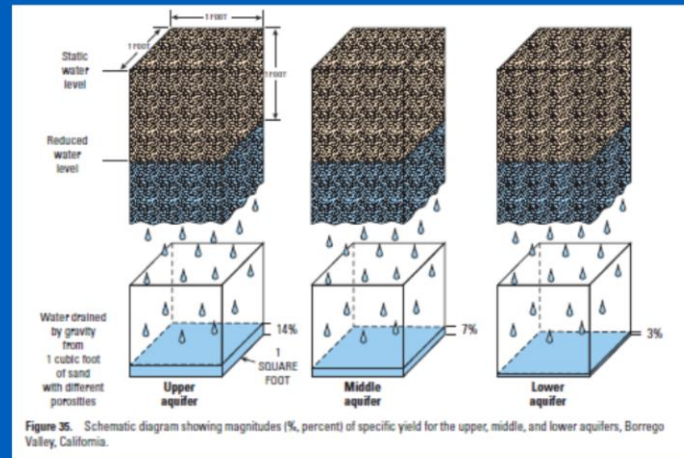 1 FOOT
1 FOOT
1 FOOT
Static
water
level
Reduced
water
level
Water drained
by gravity
from
1 cubic foot
of sand
with different
porosities
14%
7%
3%
1
SQUARE
FOOT
Upper
aquifer
Middle
aquifer
Lower
aquifer
Figure 35. Schematic diagram showing magnitudes (%, percent) of specific yield for the upper, middle, and lower aquifers, Borrego
Valley, California.